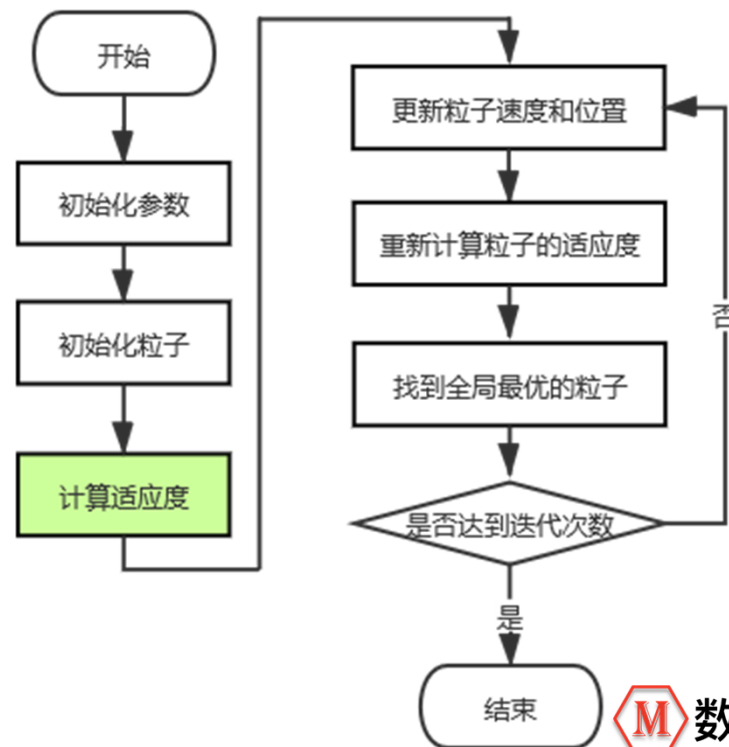 开始
初始化参数
初始化粒子
计算适应度
更新粒子速度和位置
重新计算粒子的适应度
找到全局最优的粒子
是否达到迭代次数
否
是
结束
M 数